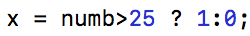 x = numb>25 ? 1:0;